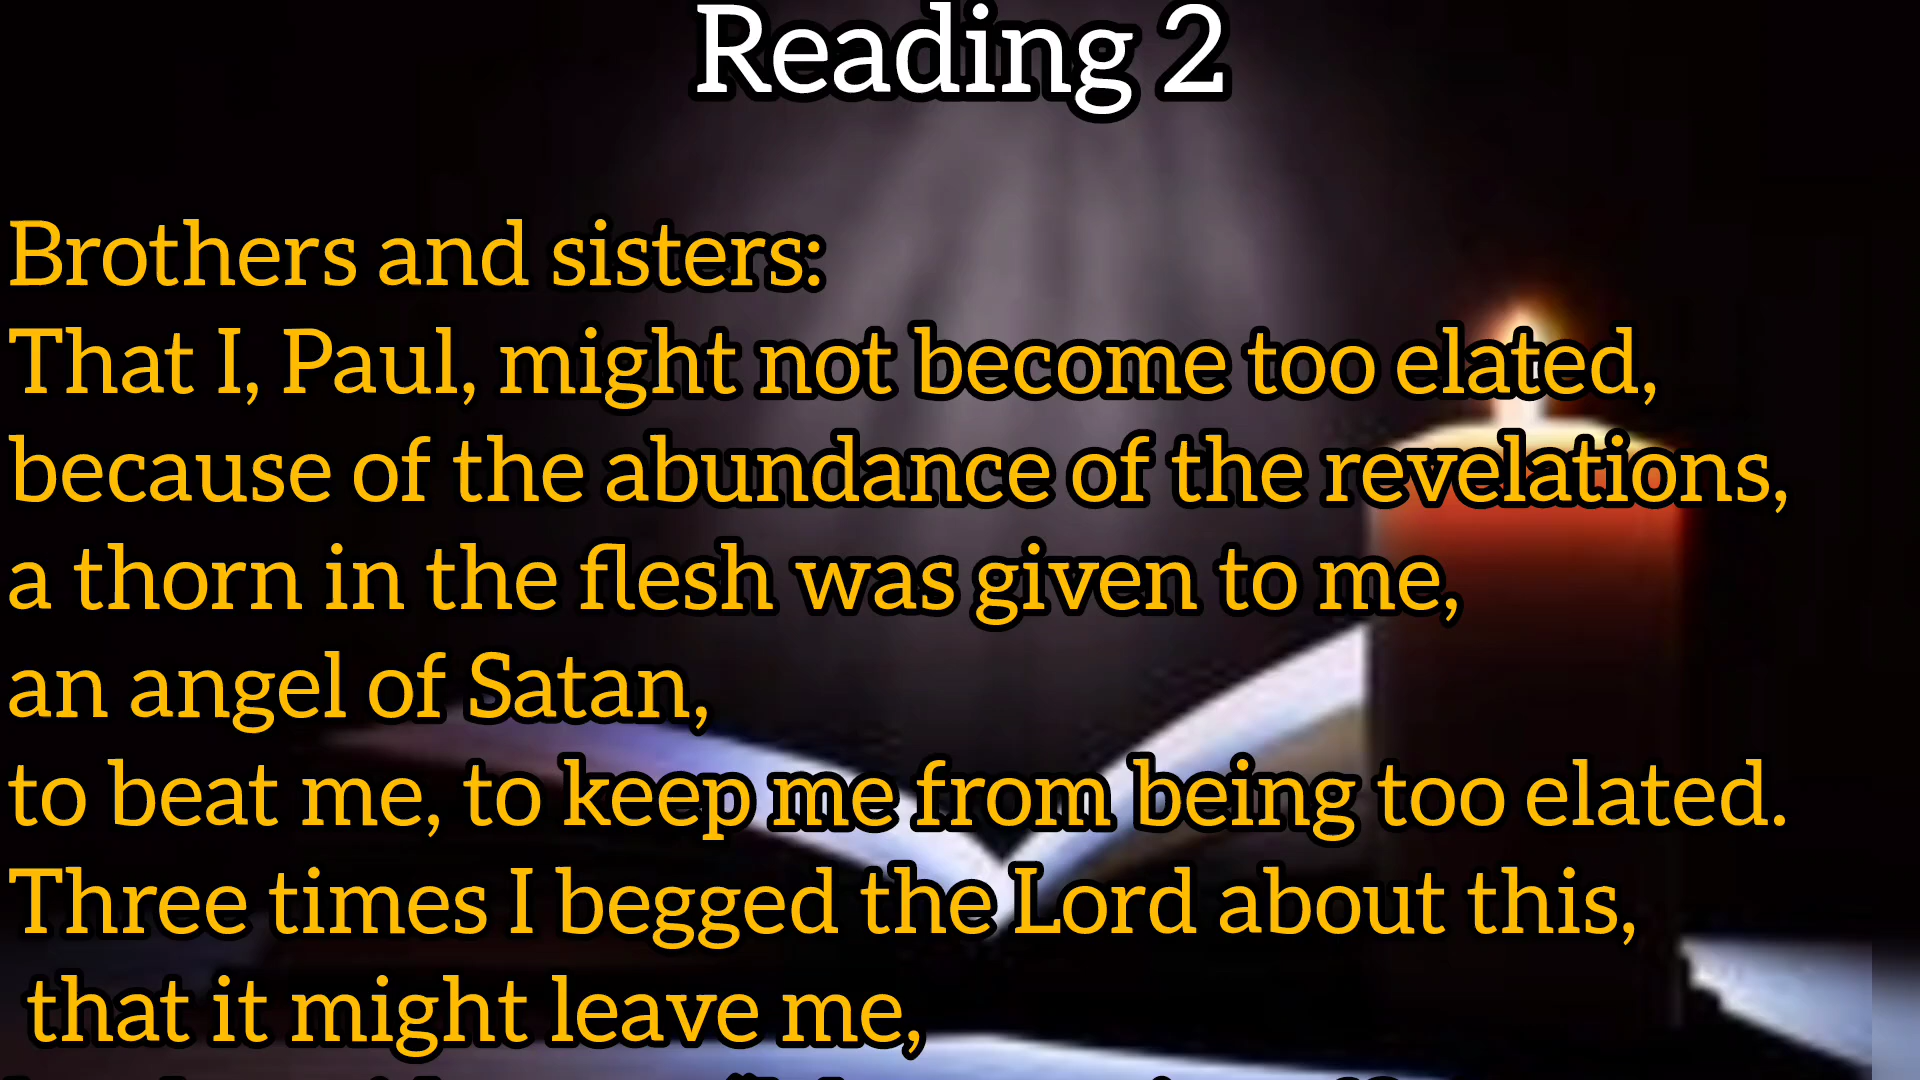 Reading 2
Brothers and sisters:
That I, Paul, might not become too elated,
because of the abundance of the revelations,
a thorn in the flesh was given to me,
an angel of Satan,
to beat me, to keep me from being too elated.
Three times I begged the Lord about this,
that it might leave me,